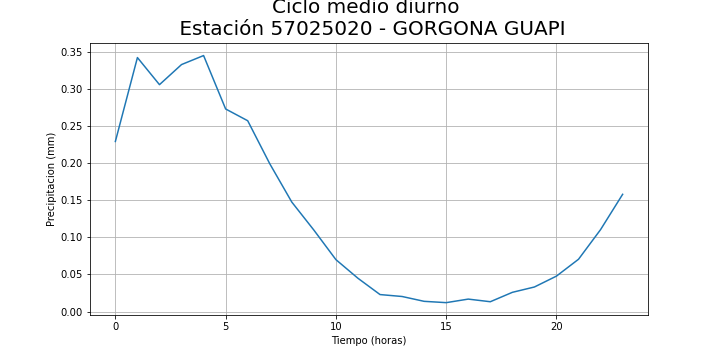 Ciclo medio diurno
Estación 57025020 - GORGONA GUAPI
0.35
0.30
0.25
0.20
0.15
0.10
0.05
0.00
Precipitacion (mm)
0 5 10 15 20
Tiempo (horas)